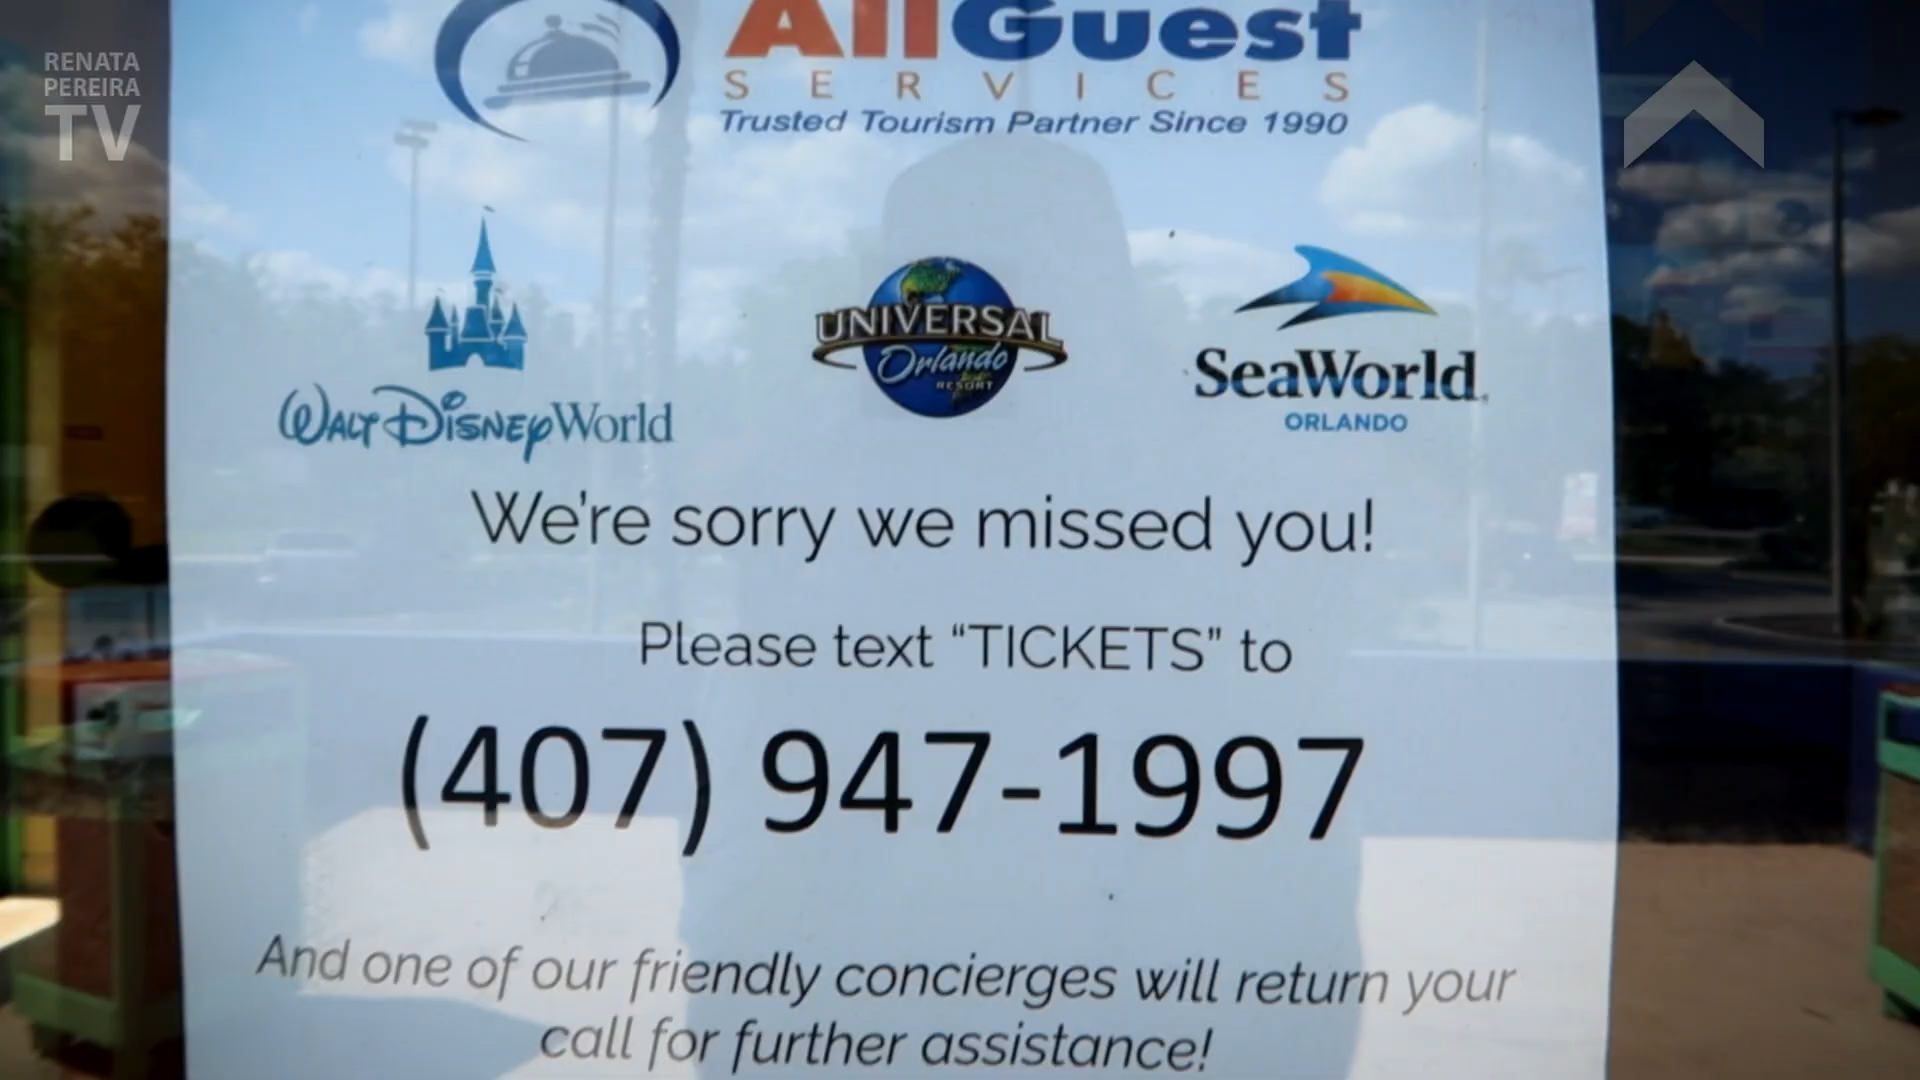 RENATA
PEREIRA
TV
AllGuest
SERVICES
Trusted Tourism Partner Since 1990
WALT DISNEY World
UNIVERSAL
Orlando
RESORT
SeaWorld
ORLANDO
We're sorry we missed you!
Please text “TICKETS” to
(407) 947-1997
And one of our friendly concierges will return your
call for further assistance!